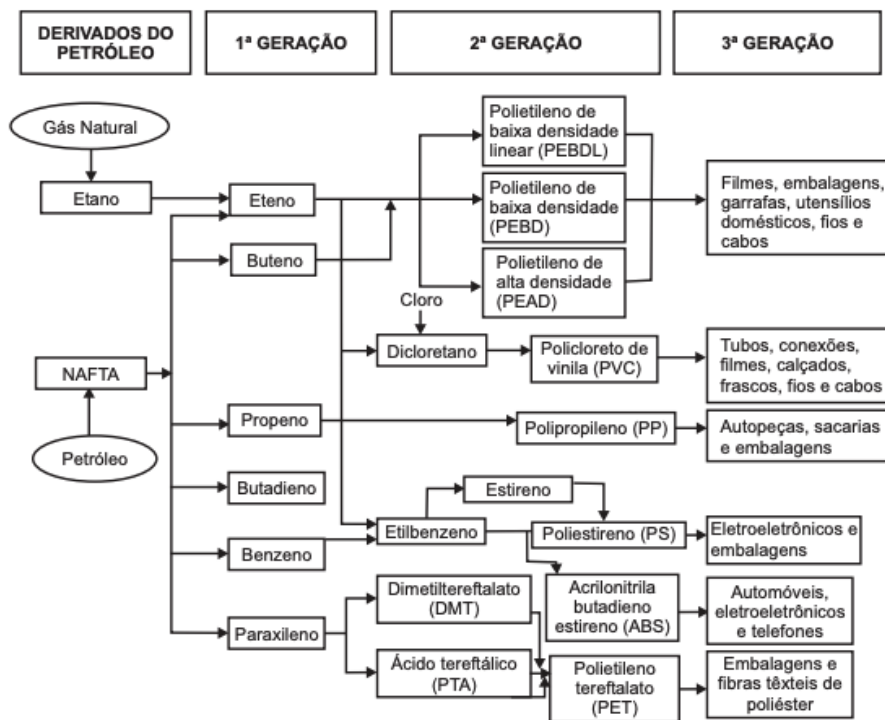 DERIVADOS DO
PETRÓLEO
1ª GERAÇÃO
2ª GERAÇÃO
3ª GERAÇÃO
Gás Natural
Etano
NAFTA
Petróleo
Eteno
Buteno
Propeno
Butadieno
Benzeno
Paraxileno
Polietileno de
baixa densidade
linear (PEBDL)
Polietileno de
baixa densidade
(PEBD)
Polietileno de
alta densidade
(PEAD)
Cloro
Dicloretano
Policloreto de
vinila (PVC)
Polipropileno (PP)
Estireno
Etilbenzeno
Poliestireno (PS)
Dimetiltereftalato
(DMT)
Acrilonitrila
butadieno
estireno (ABS)
Ácido tereftálico
(PTA)
Polietileno
tereftalato
(PET)
Filmes, embalagens,
garrafas, utensílios
domésticos, fios e
cabos
Tubos, conexões,
filmes, calçados,
frascos, fios e cabos
Autopeças, sacarias
e embalagens
Eletroeletrônicos e
embalagens
Automóveis,
eletroeletrônicos
e telefones
Embalagens e
fibras têxteis de
poliéster